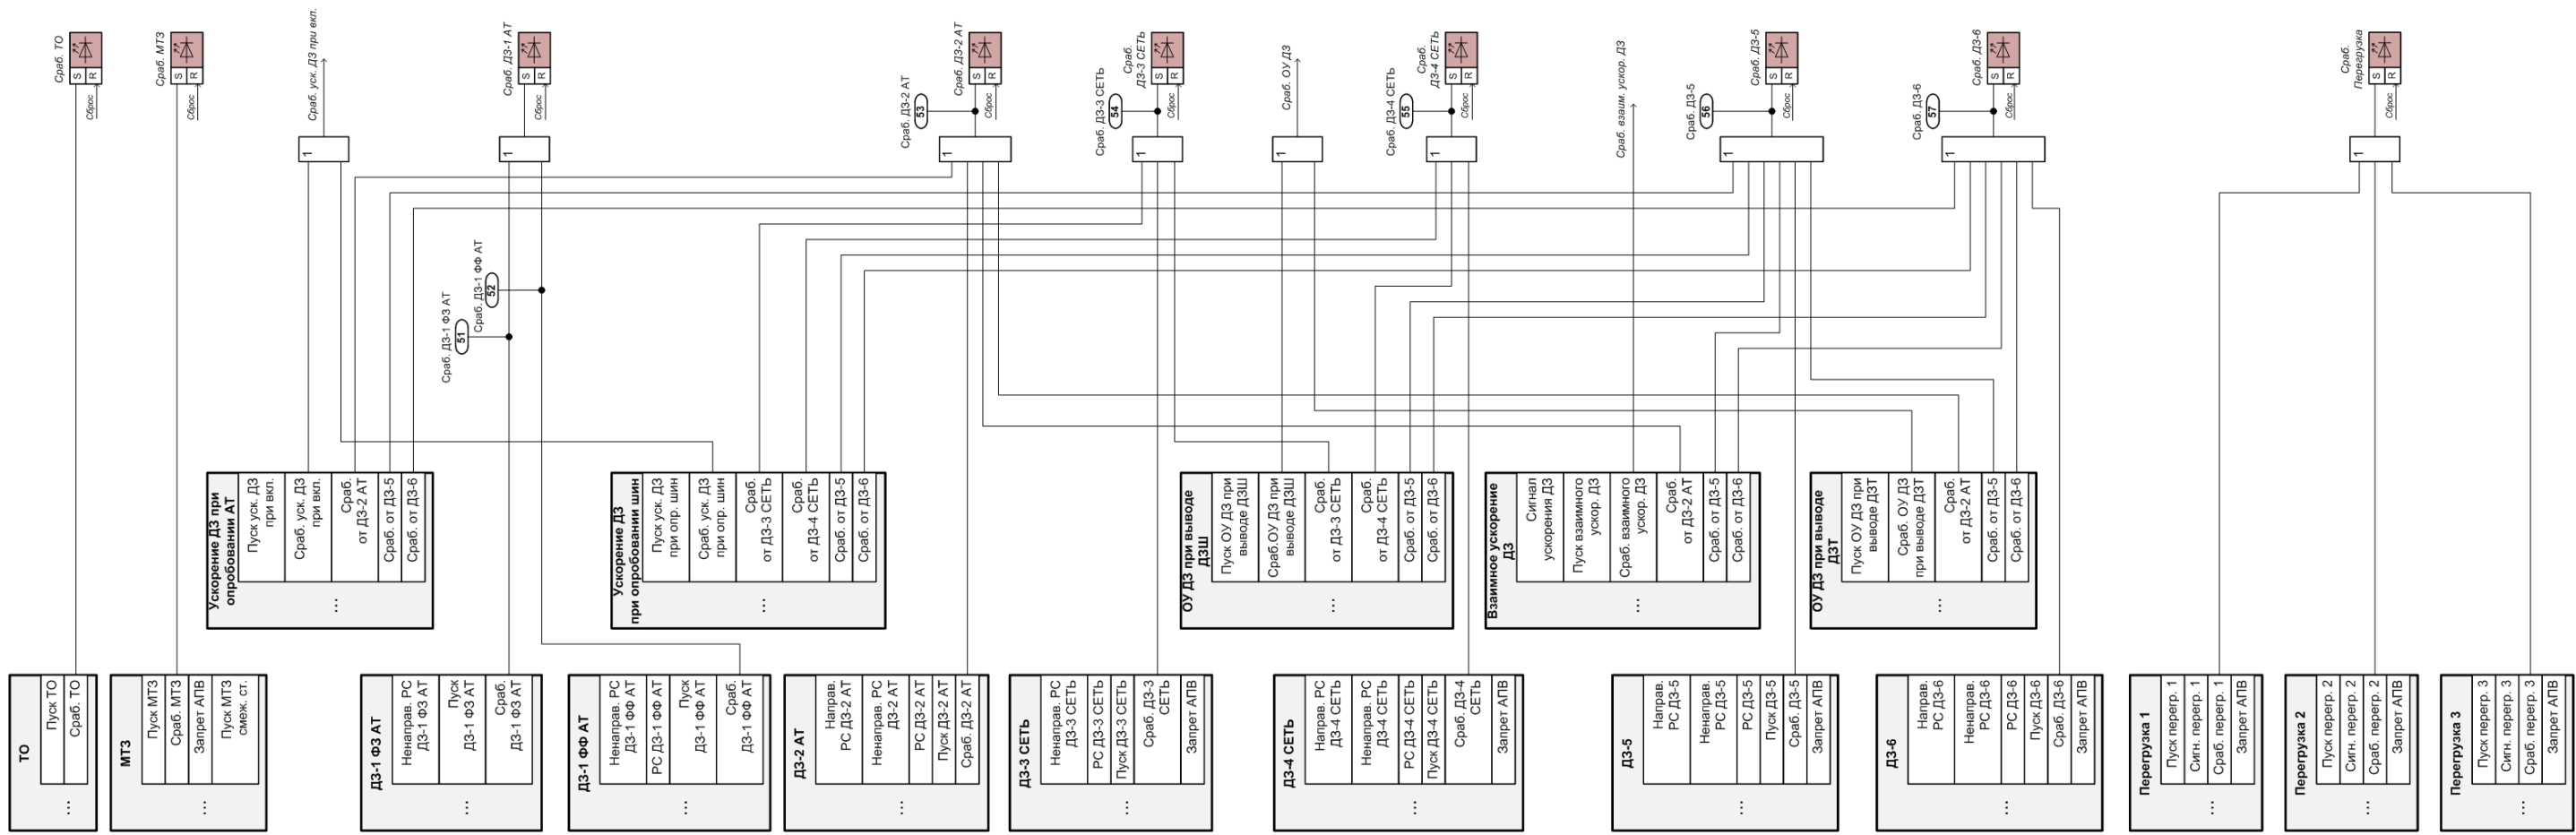 Сраб. ТО
S
R
Сброс
Сраб. МТЗ
S
R
Сброс
Сраб. уск. ДЗ при вкл.
1
Сраб. ДЗ-1 АТ
S
R
Сброс
1
Сраб. ДЗ-1 ФЗ АТ
51
Сраб. ДЗ-1 ФФ АТ
52
Сраб. ДЗ-2 АТ
S
R
Сброс
Сраб. ДЗ-2 АТ
53
1
Сраб.
ДЗ-3 СЕТЬ
S
R
Сброс
Сраб. ДЗ-3 СЕТЬ
54
1
Сраб. ОУ ДЗ
1
Сраб.
ДЗ-4 СЕТЬ
S
R
Сброс
Сраб. ДЗ-4 СЕТЬ
55
1
Сраб. взаим. ускор. ДЗ
Сраб. ДЗ-5
S
R
Сброс
Сраб. ДЗ-5
56
1
Сраб. ДЗ-6
S
R
Сброс
Сраб. ДЗ-6
57
1
Сраб.
Перегрузка
S
R
Сброс
1
Ускорение ДЗ при
опробовании АТ
Пуск уск. ДЗ
при вкл.
Сраб. уск. ДЗ
при вкл.
Сраб.
от ДЗ-2 АТ
Сраб. от ДЗ-5
Сраб. от ДЗ-6
...
Ускорение ДЗ
при опробовании шин
Пуск уск. ДЗ
при опр. шин
Сраб. уск. ДЗ
при опр. шин
Сраб.
от ДЗ-3 СЕТЬ
Сраб.
от ДЗ-4 СЕТЬ
Сраб. от ДЗ-5
Сраб. от ДЗ-6
...
ОУ ДЗ при выводе
ДЗШ
Пуск ОУ ДЗ при
выводе ДЗШ
Сраб.ОУ ДЗ при
выводе ДЗШ
Сраб.
от ДЗ-3 СЕТЬ
Сраб.
от ДЗ-4 СЕТЬ
Сраб. от ДЗ-5
Сраб. от ДЗ-6
...
Взаимное ускорение
ДЗ
Сигнал
ускорения ДЗ
Пуск взаимного
ускор. ДЗ
Сраб. взаимного
ускор. ДЗ
Сраб.
от ДЗ-2 АТ
Сраб. от ДЗ-5
Сраб. от ДЗ-6
...
ОУ ДЗ при выводе
ДЗТ
Пуск ОУ ДЗ при
выводе ДЗТ
Сраб. ОУ ДЗ
при выводе ДЗТ
Сраб.
от ДЗ-2 АТ
Сраб. от ДЗ-5
Сраб. от ДЗ-6
...
ТО
Пуск ТО
Сраб. ТО
...
МТЗ
Пуск МТЗ
Сраб. МТЗ
Запрет АПВ
Пуск МТЗ
смеж. ст.
...
ДЗ-1 ФЗ АТ
Ненаправ. РС
ДЗ-1 ФЗ АТ
Пуск
ДЗ-1 ФЗ АТ
Сраб.
ДЗ-1 ФЗ АТ
...
ДЗ-1 ФФ АТ
Ненаправ. РС
ДЗ-1 ФФ АТ
РС ДЗ-1 ФФ АТ
Пуск
ДЗ-1 ФФ АТ
Сраб.
ДЗ-1 ФФ АТ
...
ДЗ-2 АТ
Направ.
РС ДЗ-2 АТ
Ненаправ. РС
ДЗ-2 АТ
РС ДЗ-2 АТ
Пуск ДЗ-2 АТ
Сраб. ДЗ-2 АТ
...
ДЗ-3 СЕТЬ
Ненаправ. РС
ДЗ-3 СЕТЬ
РС ДЗ-3 СЕТЬ
Пуск ДЗ-3 СЕТЬ
Сраб. ДЗ-3
СЕТЬ
Запрет АПВ
...
ДЗ-4 СЕТЬ
Направ. РС
ДЗ-4 СЕТЬ
Ненаправ. РС
ДЗ-4 СЕТЬ
РС ДЗ-4 СЕТЬ
Пуск ДЗ-4 СЕТЬ
Сраб. ДЗ-4
СЕТЬ
Запрет АПВ
...
ДЗ-5
Направ.
РС ДЗ-5
Ненаправ.
РС ДЗ-5
РС ДЗ-5
Пуск ДЗ-5
Сраб. ДЗ-5
Запрет АПВ
...
ДЗ-6
Направ.
РС ДЗ-6
Ненаправ.
РС ДЗ-6
РС ДЗ-6
Пуск ДЗ-6
Сраб. ДЗ-6
Запрет АПВ
...
Перегрузка 1
Пуск перегр. 1
Сигн. перегр. 1
Сраб. перегр. 1
Запрет АПВ
...
Перегрузка 2
Пуск перегр. 2
Сигн. перегр. 2
Сраб. перегр. 2
Запрет АПВ
...
Перегрузка 3
Пуск перегр. 3
Сигн. перегр. 3
Сраб. перегр. 3
Запрет АПВ
...